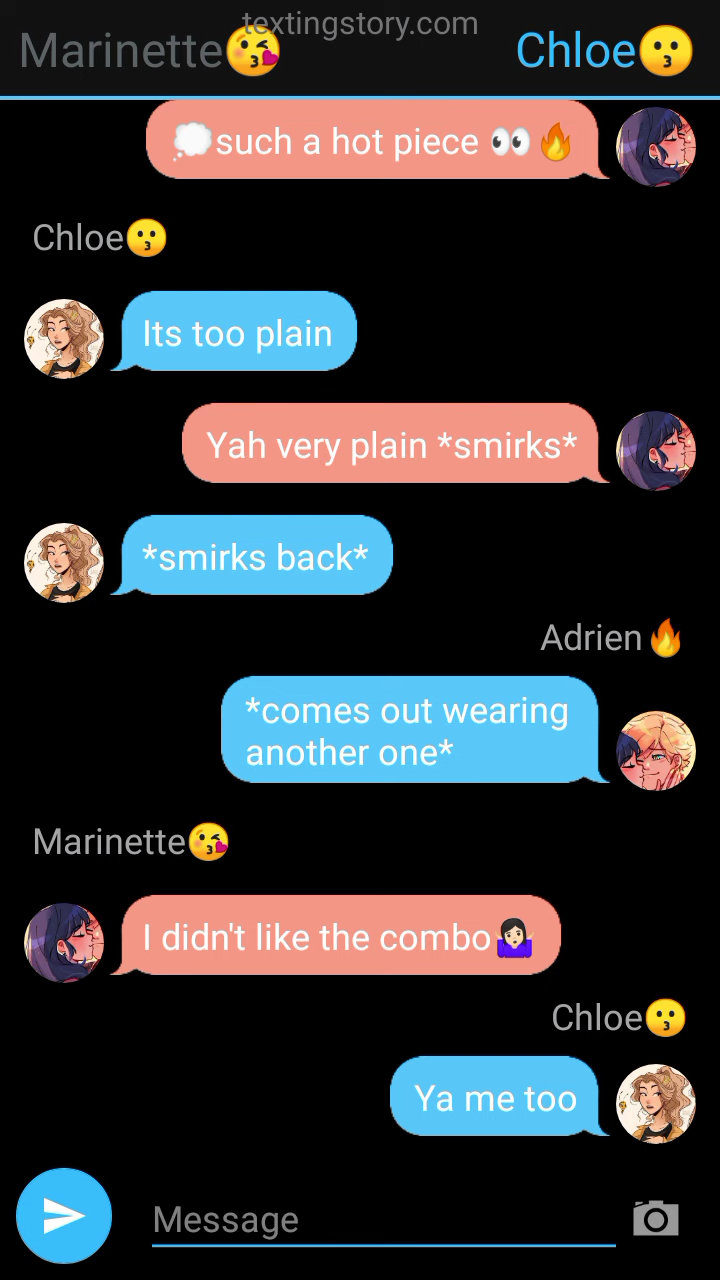 textingstory.com
Marinette😘 Chloe😗
💭such a hot piece 👀🔥
Chloe😗
Its too plain
Yah very plain *smirks*
*smirks back*
Adrien🔥
*comes out wearing
another one*
Marinette😘
I didn't like the combo🤷🏻‍♀️
Chloe😗
Ya me too
Message